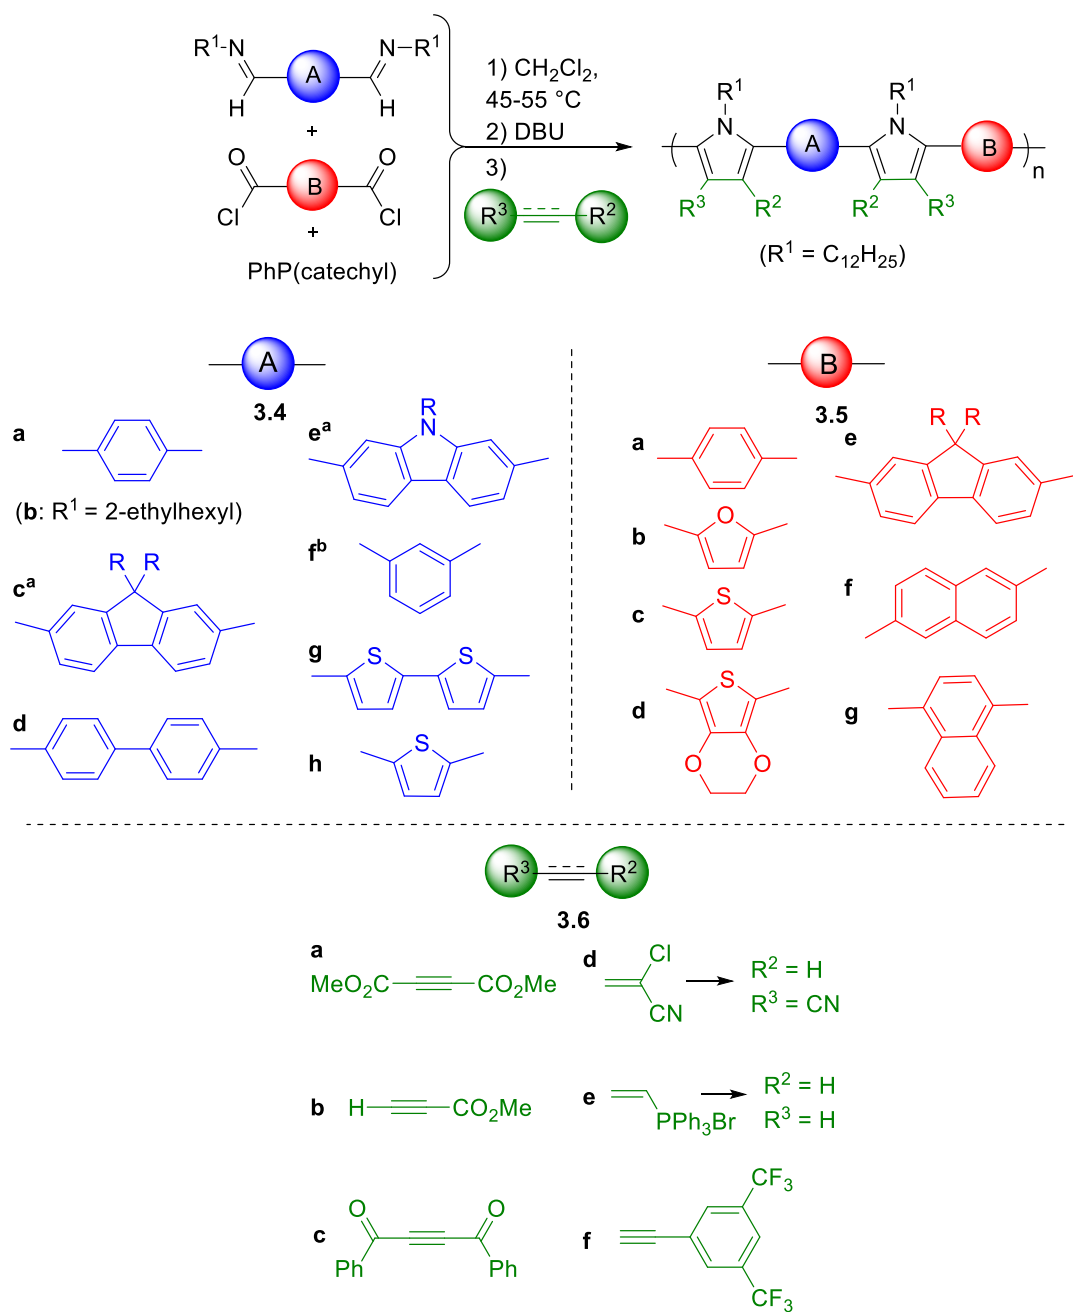 R¹-N
N-R¹
A
H
H
+
O
O
B
Cl
Cl
+
PhP(catechyl)
1) CH₂Cl₂,
45-55 °C
2) DBU
3)
R³
R²
R¹
R¹
N
N
A
B
n
R³
R²
R²
R³
(R¹ = C₁₂H₂₅)
A
3.4
a
(b: R¹ = 2-ethylhexyl)
cᵃ
R R
d
eᵃ
R
N
fᵇ
g
S
S
h
S
B
3.5
a
b
O
c
S
d
S
O
O
e
R R
f
g
R³
R²
3.6
a
MeO₂C
CO₂Me
b
H
CO₂Me
c
O
O
Ph
Ph
d
Cl
CN
R² = H
R³ = CN
e
PPh₃Br
R² = H
R³ = H
f
CF₃
CF₃